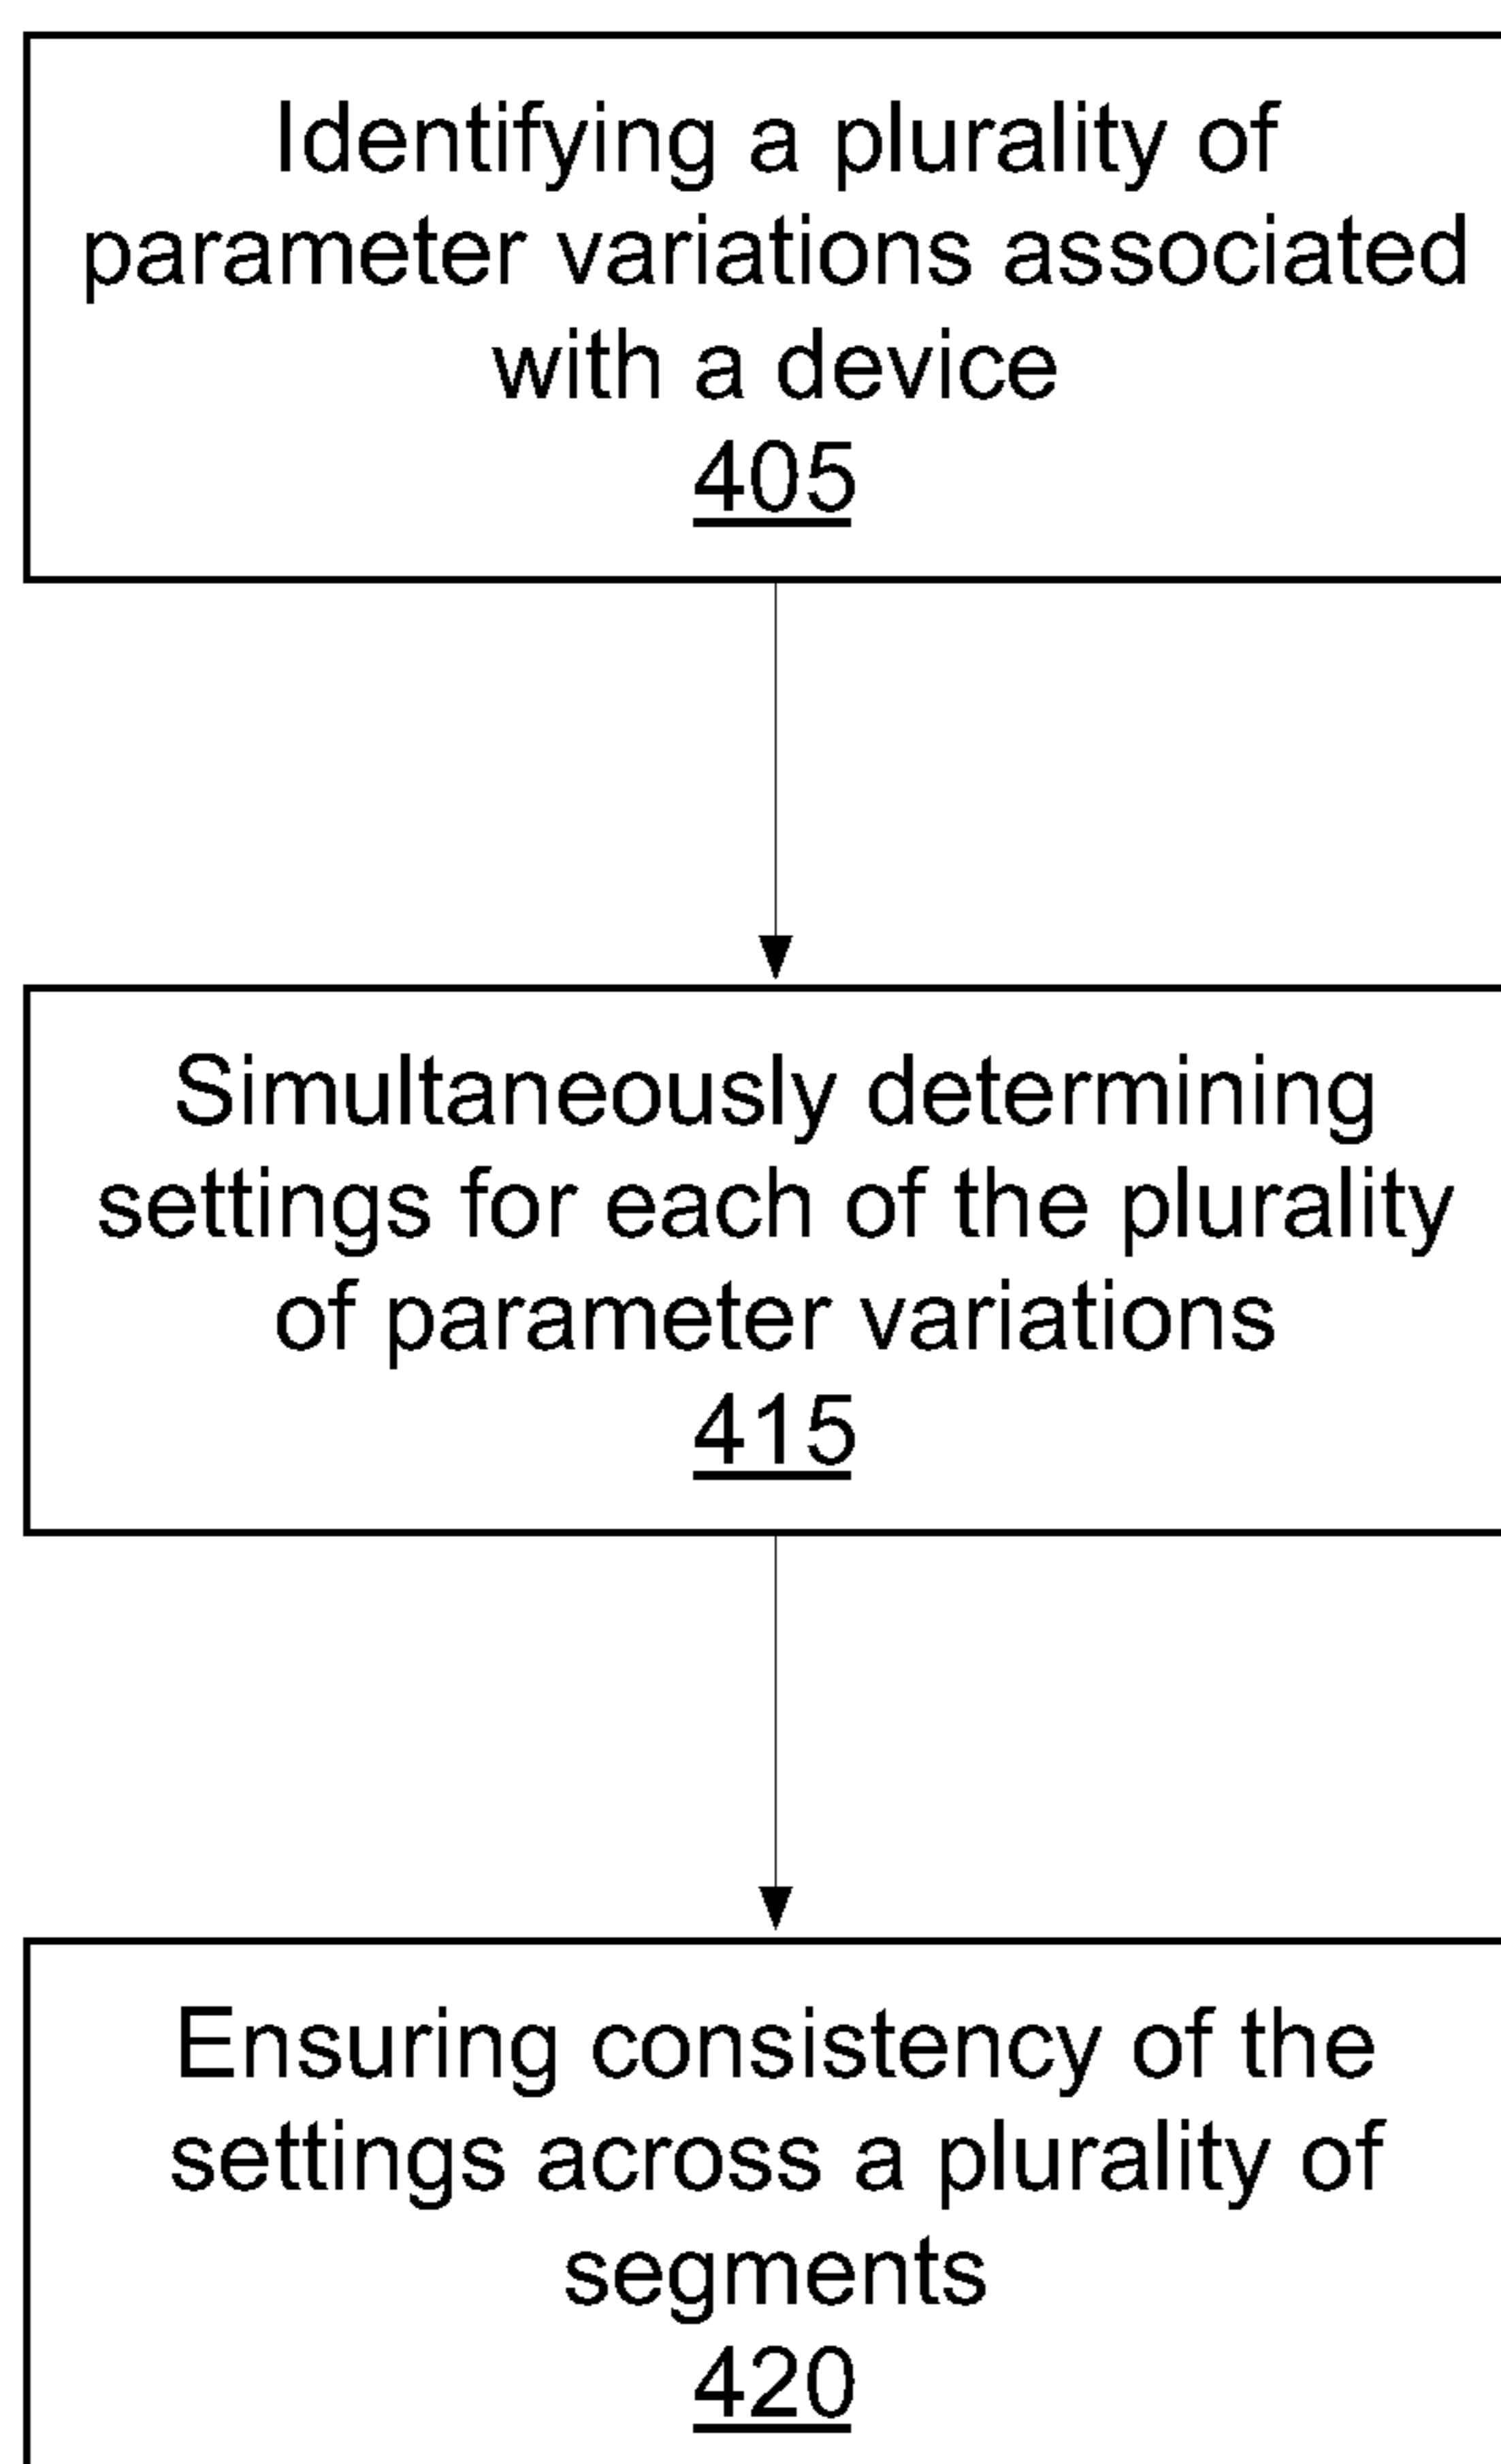 Identifying a plurality of
parameter variations associated
with a device
405
Simultaneously determining
settings for each of the plurality
of parameter variations
415
Ensuring consistency of the
settings across a plurality of
segments
420